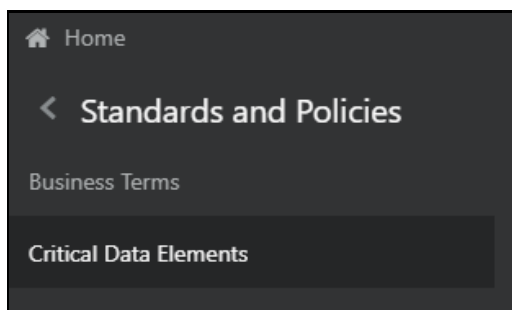 Home
Standards and Policies
Business Terms
Critical Data Elements